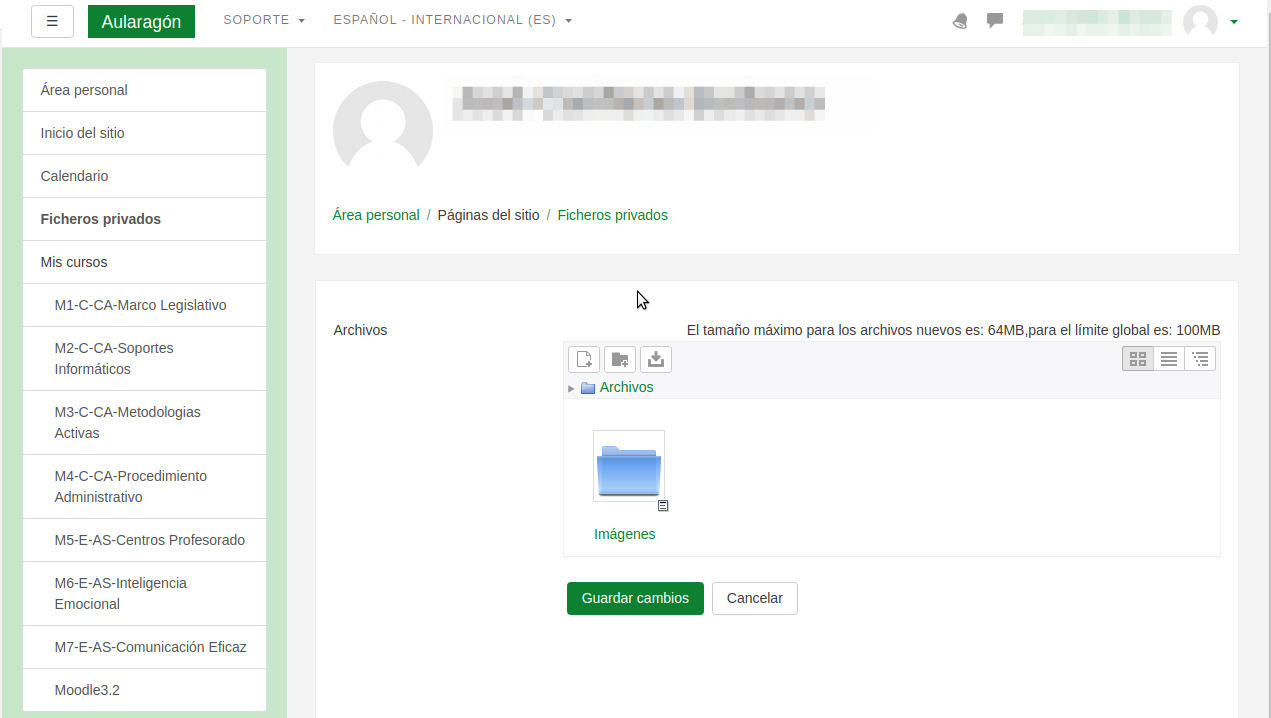 Aularagón
SOPORTE
ESPAÑOL - INTERNACIONAL (ES)
Área personal
Inicio del sitio
Calendario
Ficheros privados
Mis cursos
M1-C-CA-Marco Legislativo
M2-C-CA-Soportes
Informáticos
M3-C-CA-Metodologias
Activas
M4-C-CA-Procedimiento
Administrativo
M5-E-AS-Centros Profesorado
M6-E-AS-Inteligencia
Emocional
M7-E-AS-Comunicación Eficaz
Moodle3.2
Área personal / Páginas del sitio / Ficheros privados
Archivos
El tamaño máximo para los archivos nuevos es: 64MB,para el límite global es: 100MB
Archivos
Imágenes
Guardar cambios
Cancelar